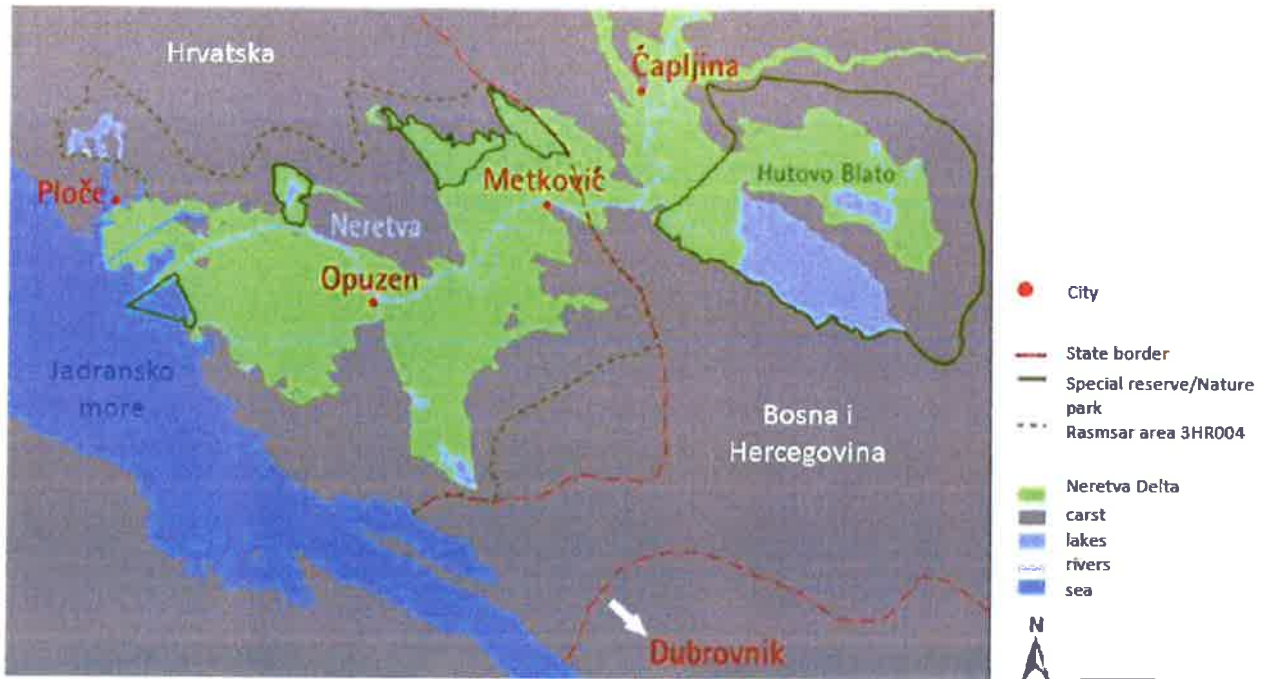 Hrvatska
Čapljina
Ploče
Metković
Hutovo Blato
Neretva
Opuzen
Jadransko
more
Bosna i
Hercegovina
Dubrovnik
City
State border
Special reserve/Nature
park
Rasmsar area 3HR004
Neretva Delta
carst
lakes
rivers
sea
N